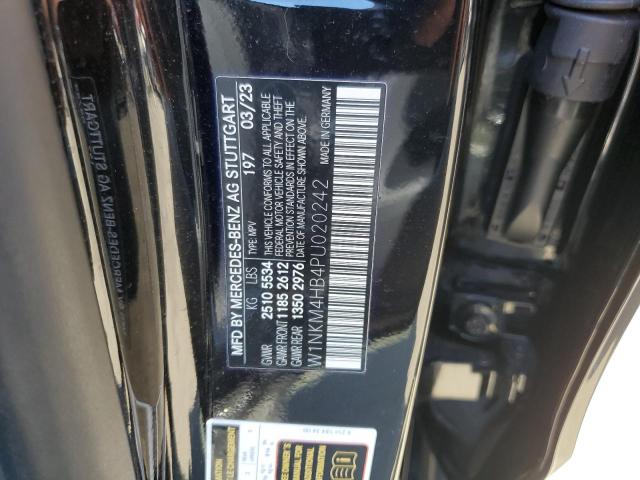 MFD BY MERCEDES-BENZ AG STUTTGART
197 03/23
KG LBS TYPE: MPV
GVWR 2510 5534
GAWR FRONT 1185 2612
GAWR REAR 1350 2976
THIS VEHICLE CONFORMS TO ALL APPLICABLE
FEDERAL MOTOR VEHICLE SAFETY AND THEFT
PREVENTION STANDARDS IN EFFECT ON THE
DATE OF MANUFACTURE SHOWN ABOVE.
W1NKM4HB4PU020242
MADE IN GERMANY